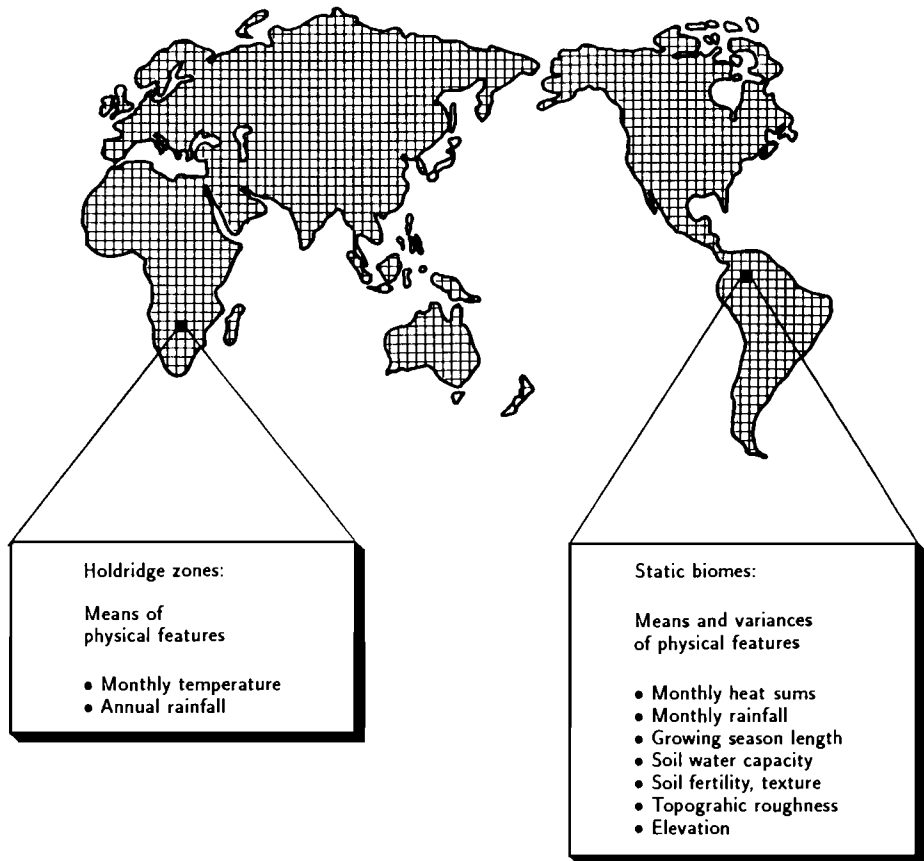 Holdridge zones:
Means of
physical features
• Monthly temperature
• Annual rainfall
Static biomes:
Means and variances
of physical features
• Monthly heat sums
• Monthly rainfall
• Growing season length
• Soil water capacity
• Soil fertility, texture
• Topograhic roughness
• Elevation